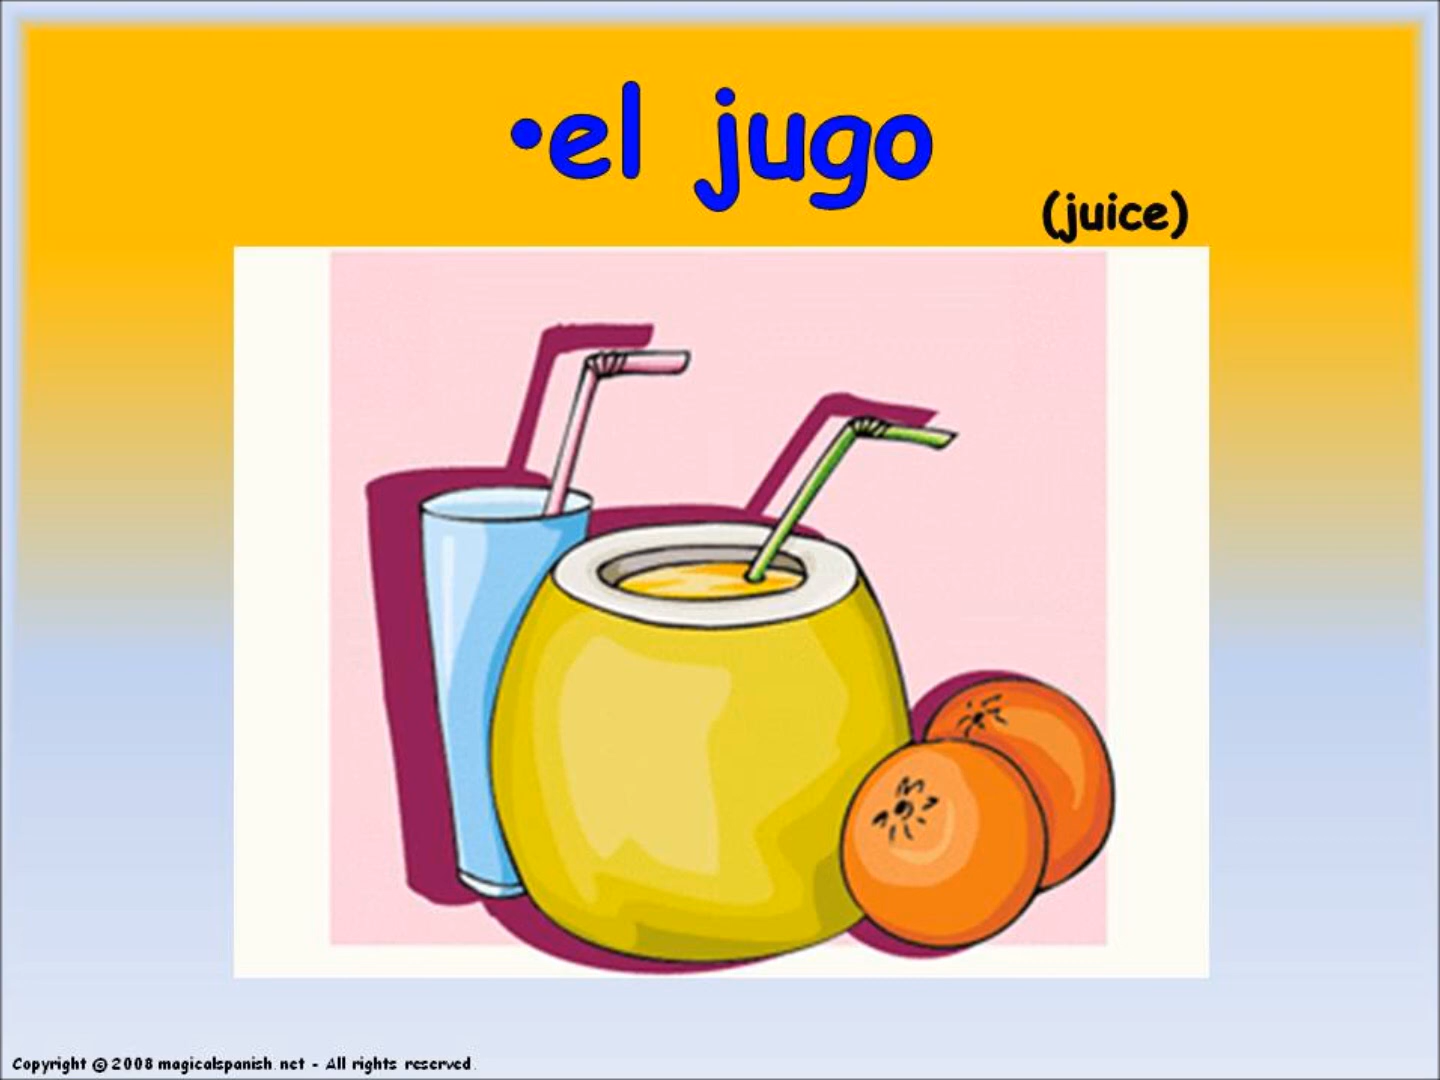 •el jugo
(juice)
Copyright © 2008 magicalspanish.net - All rights reserved.